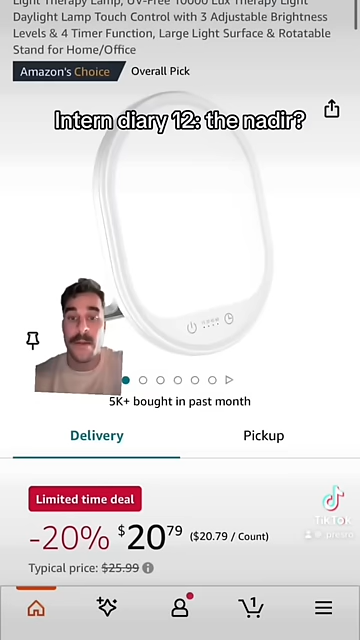 Light Therapy Lamp, UV-Free 10000 Lux Therapy Light
Daylight Lamp Touch Control with 3 Adjustable Brightness
Levels & 4 Timer Function, Large Light Surface & Rotatable
Stand for Home/Office
Amazon's Choice
Overall Pick
Intern diary 12: the nadir?
5K+ bought in past month
Delivery
Pickup
Limited time deal
-20% $20⁷⁹ ($20.79 / Count)
Typical price: $25.99
TikTok
1